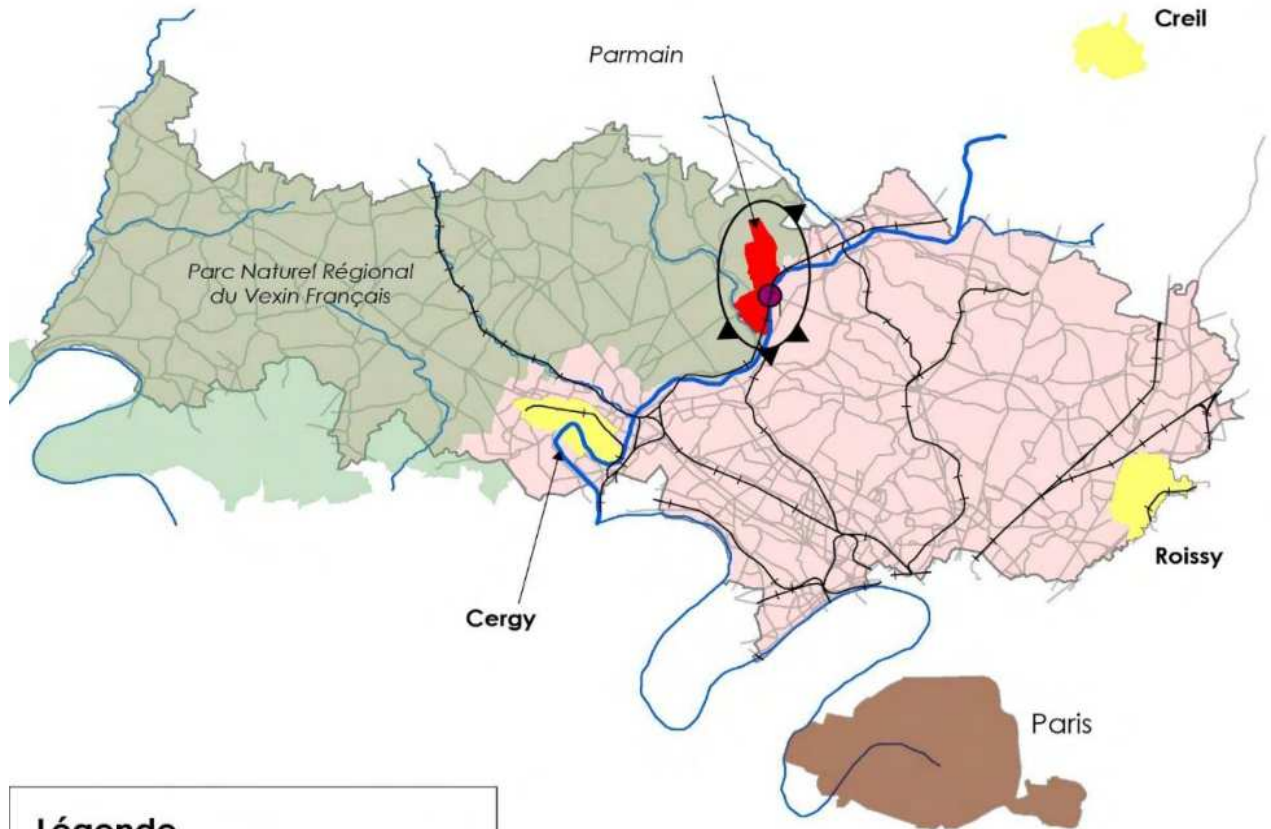 Creil
Parmain
Parc Naturel Régional
du Vexin Français
Roissy
Cergy
Paris
Légende